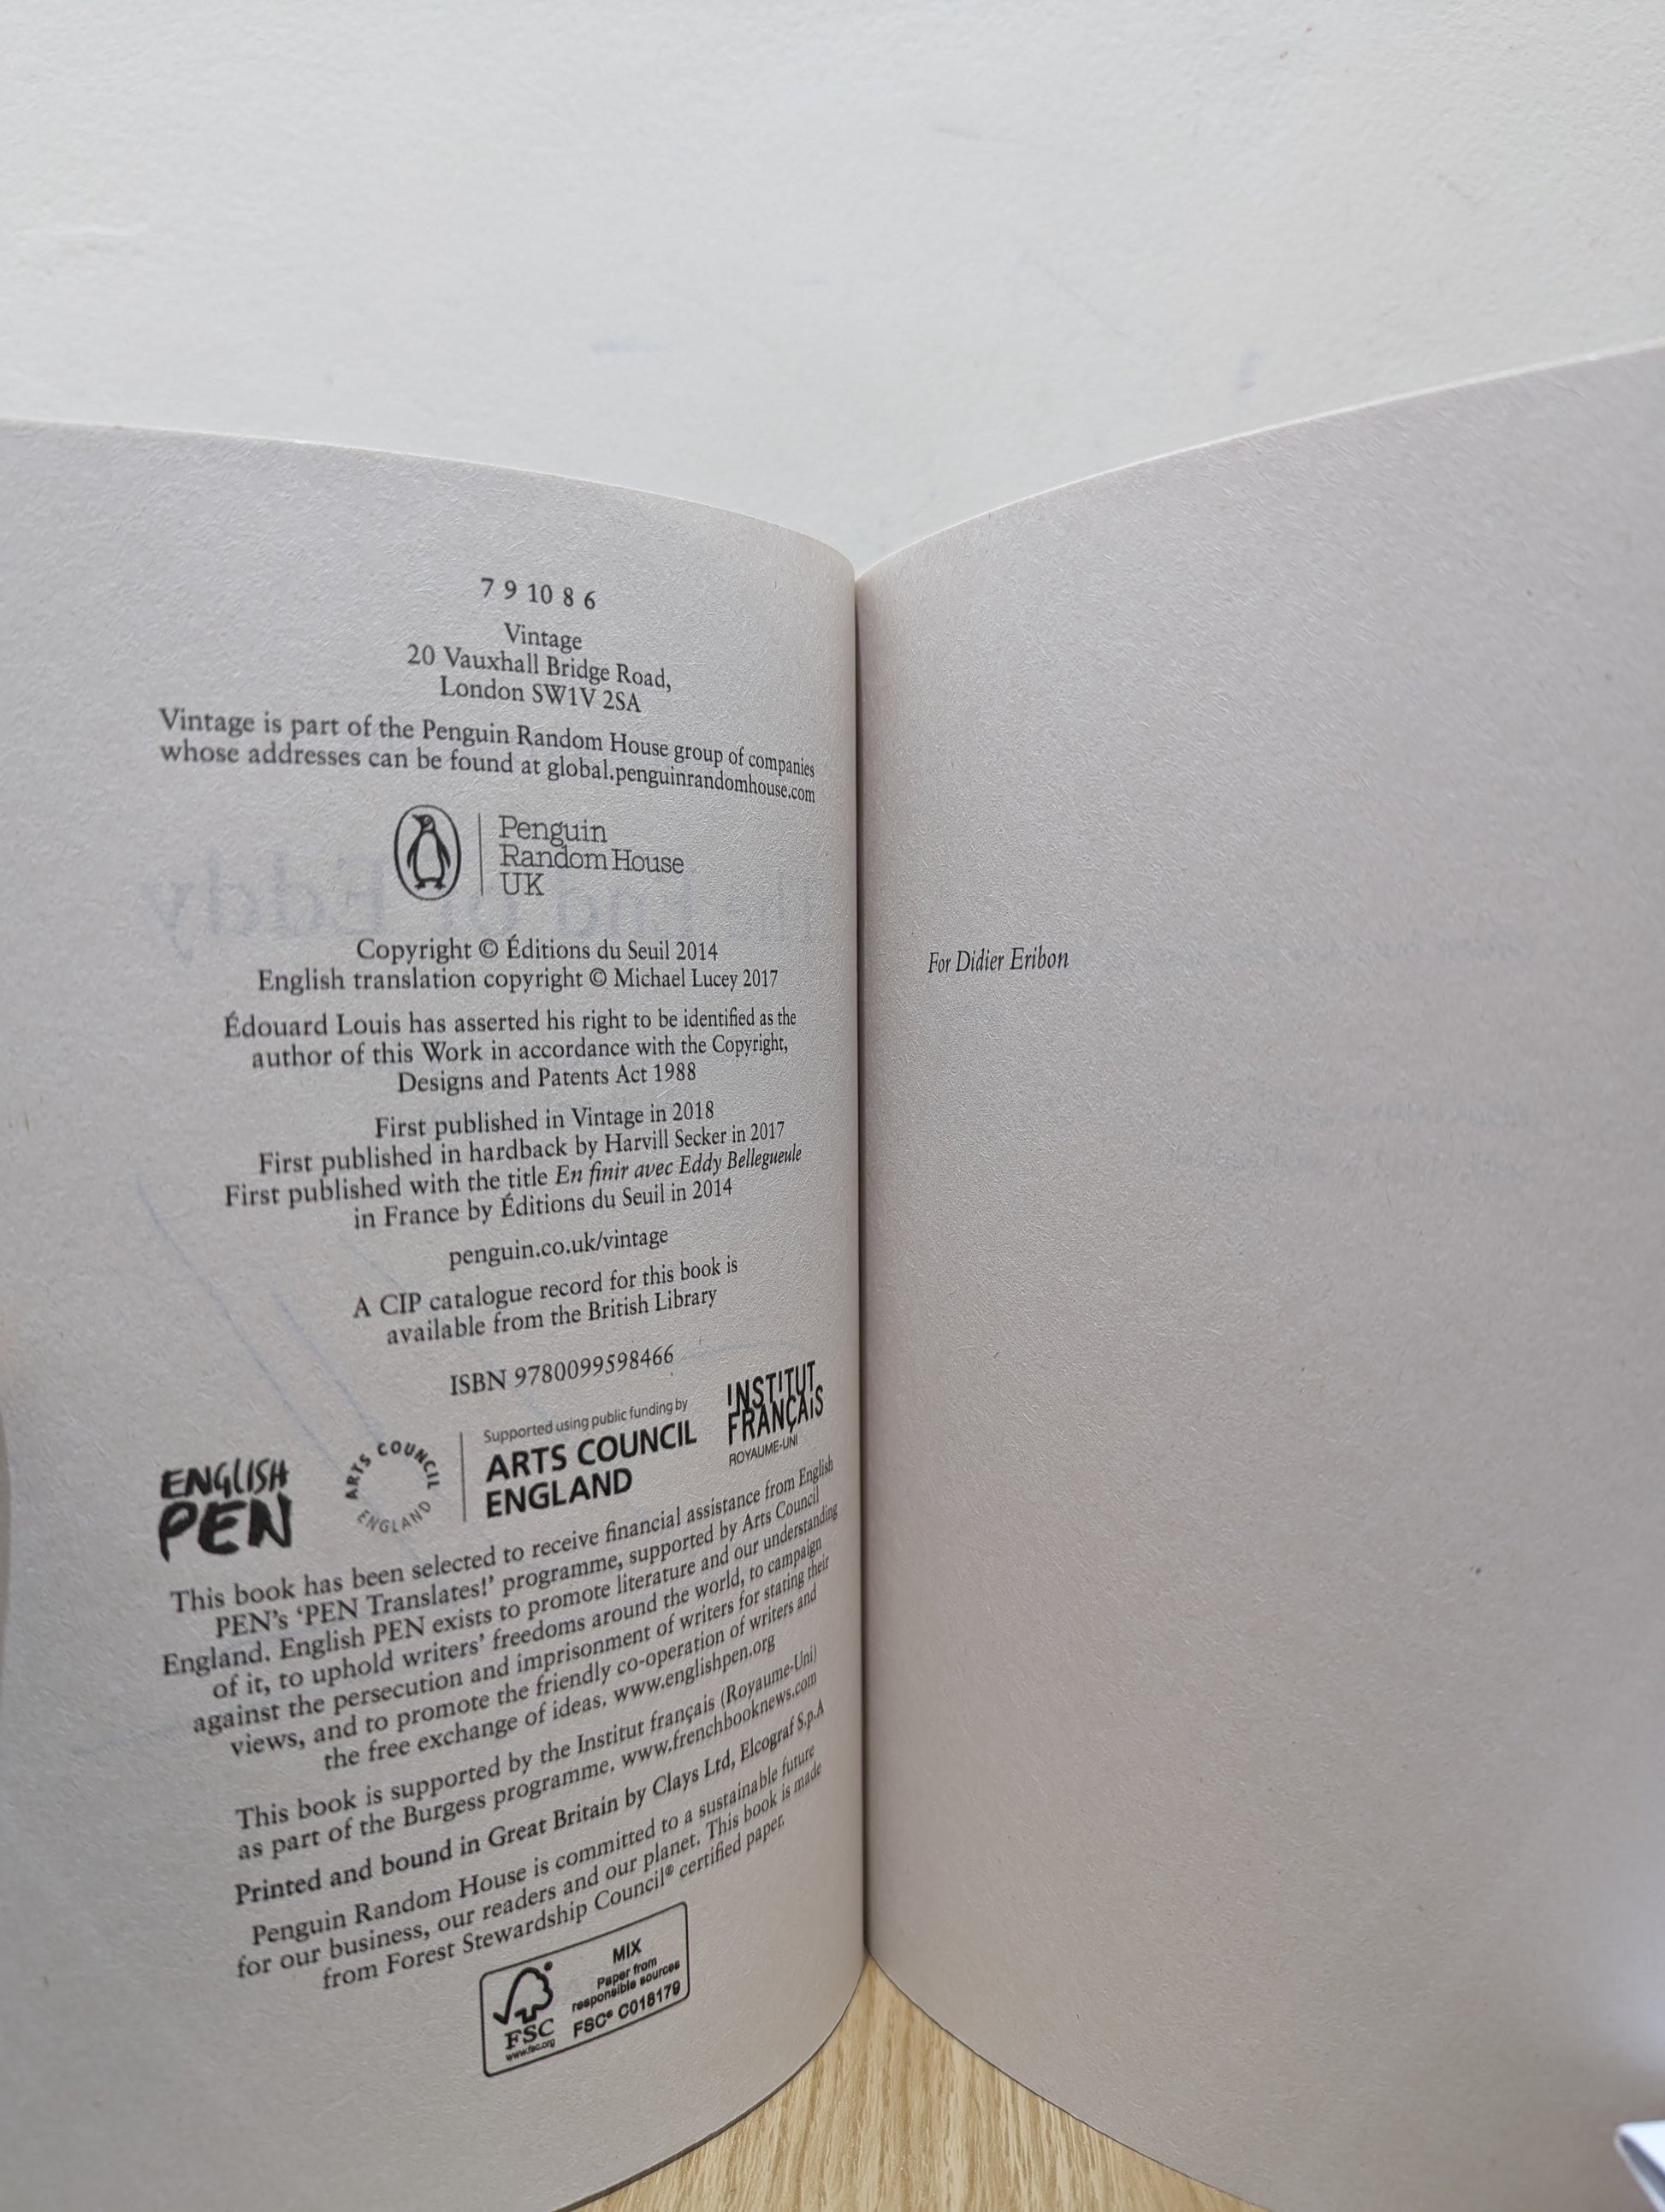 7 9 10 8 6
Vintage
20 Vauxhall Bridge Road,
London SW1V 2SA
Vintage is part of the Penguin Random House group of companies
whose addresses can be found at global.penguinrandomhouse.com
Penguin
Random House
UK
Copyright © Éditions du Seuil 2014
English translation copyright © Michael Lucey 2017
Édouard Louis has asserted his right to be identified as the
author of this Work in accordance with the Copyright,
Designs and Patents Act 1988
First published in Vintage in 2018
First published in hardback by Harvill Secker in 2017
First published with the title En finir avec Eddy Bellegueule
in France by Éditions du Seuil in 2014
penguin.co.uk/vintage
A CIP catalogue record for this book is
available from the British Library
ISBN 9780099598466
ENGLISH
PEN
ARTS COUNCIL
ENGLAND
Supported using public funding by
ARTS COUNCIL
ENGLAND
INSTITUT
FRANÇAIS
ROYAUME-UNI
This book has been selected to receive financial assistance from English
PEN's ‘PEN Translates!’ programme, supported by Arts Council
England. English PEN exists to promote literature and our understanding
of it, to uphold writers’ freedoms around the world, to campaign
against the persecution and imprisonment of writers for stating their
views, and to promote the friendly co-operation of writers and
the free exchange of ideas. www.englishpen.org
This book is supported by the Institut français (Royaume-Uni)
as part of the Burgess programme. www.frenchbooknews.com
Printed and bound in Great Britain by Clays Ltd, Elcograf S.p.A
Penguin Random House is committed to a sustainable future
for our business, our readers and our planet. This book is made
from Forest Stewardship Council® certified paper.
FSC
www.fsc.org
MIX
Paper from
responsible sources
FSC® C018179
For Didier Eribon